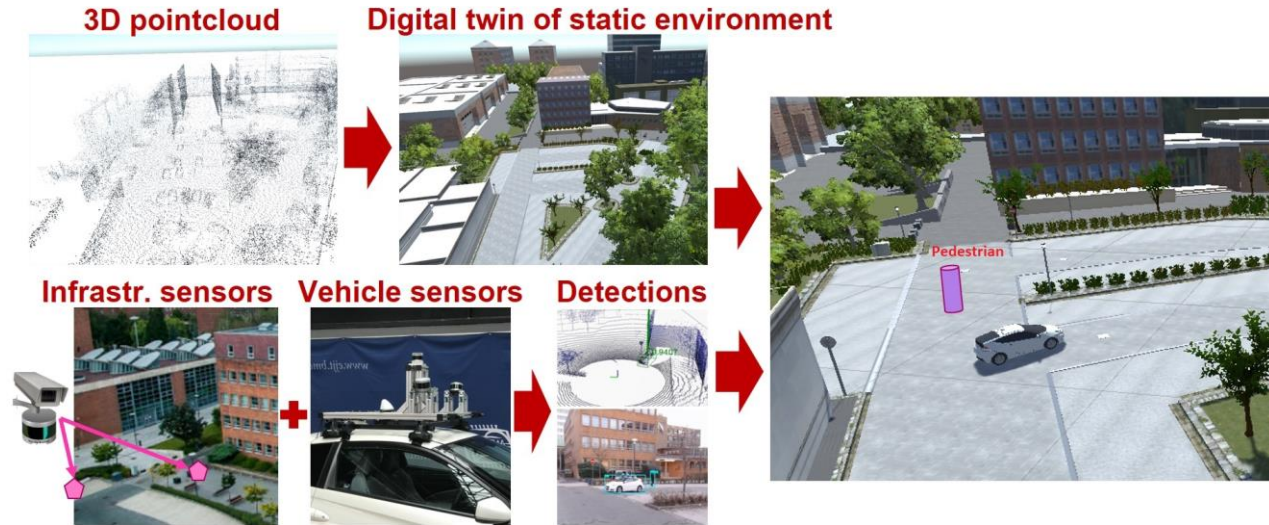 3D pointcloud
Digital twin of static environment
Pedestrian
Infrastr. sensors
Vehicle sensors
Detections